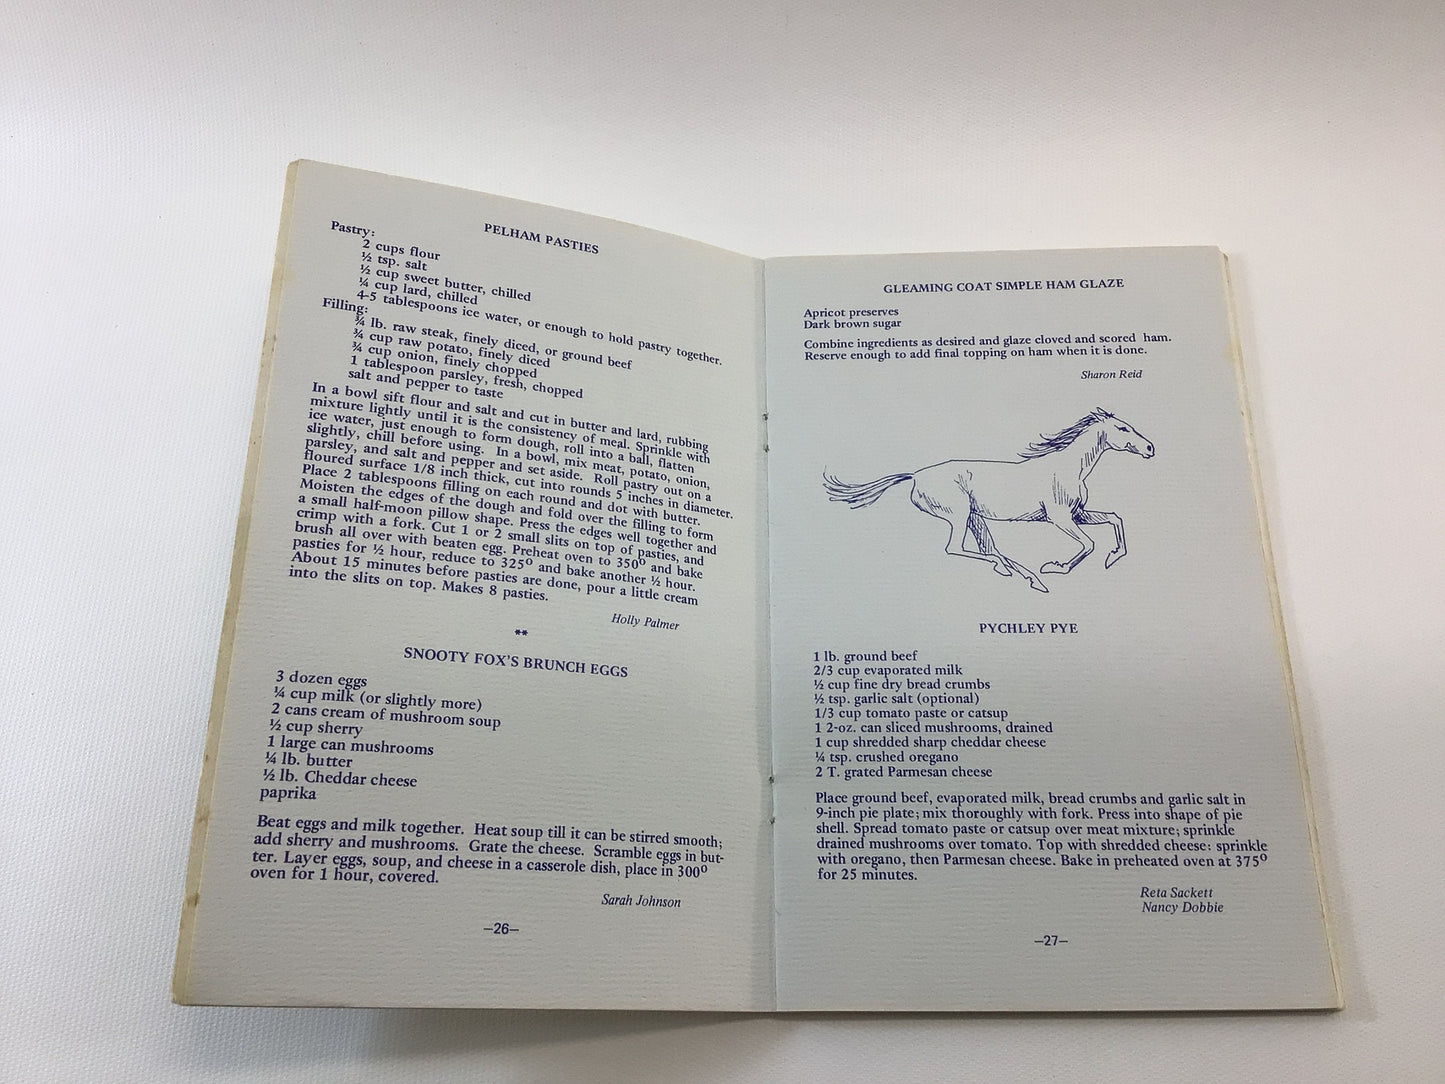 PELHAM PASTIES
Pastry:
2 cups flour
½ tsp. salt
½ cup sweet butter, chilled
¼ cup lard, chilled
4-5 tablespoons ice water, or enough to hold pastry together.
Filling:
¾ lb. raw steak, finely diced, or ground beef
¾ cup raw potato, finely diced
¾ cup onion, finely chopped
1 tablespoon parsley, fresh, chopped
salt and pepper to taste
In a bowl sift flour and salt and cut in butter and lard, rubbing
mixture lightly until it is the consistency of meal. Sprinkle with
ice water, just enough to form dough, roll into a ball, flatten
slightly, chill before using. In a bowl, mix meat, potato, onion,
parsley, and salt and pepper and set aside. Roll pastry out on a
floured surface 1/8 inch thick, cut into rounds 5 inches in diameter.
Place 2 tablespoons filling on each round and dot with butter.
Moisten the edges of the dough and fold over the filling to form
a small half-moon pillow shape. Press the edges well together and
crimp with a fork. Cut 1 or 2 small slits on top of pasties, and
brush all over with beaten egg. Preheat oven to 350º and bake
pasties for ½ hour, reduce to 325º and bake another ½ hour.
About 15 minutes before pasties are done, pour a little cream
into the slits on top. Makes 8 pasties.
Holly Palmer
**
SNOOTY FOX'S BRUNCH EGGS
3 dozen eggs
¼ cup milk (or slightly more)
2 cans cream of mushroom soup
½ cup sherry
1 large can mushrooms
¼ lb. butter
½ lb. Cheddar cheese
paprika
Beat eggs and milk together. Heat soup till it can be stirred smooth;
add sherry and mushrooms. Grate the cheese. Scramble eggs in but-
ter. Layer eggs, soup, and cheese in a casserole dish, place in 300º
oven for 1 hour, covered.
Sarah Johnson
—26—
GLEAMING COAT SIMPLE HAM GLAZE
Apricot preserves
Dark brown sugar
Combine ingredients as desired and glaze cloved and scored ham.
Reserve enough to add final topping on ham when it is done.
Sharon Reid
PYCHLEY PYE
1 lb. ground beef
2/3 cup evaporated milk
½ cup fine dry bread crumbs
½ tsp. garlic salt (optional)
1/3 cup tomato paste or catsup
1 2-oz. can sliced mushrooms, drained
1 cup shredded sharp cheddar cheese
¼ tsp. crushed oregano
2 T. grated Parmesan cheese
Place ground beef, evaporated milk, bread crumbs and garlic salt in
9-inch pie plate; mix thoroughly with fork. Press into shape of pie
shell. Spread tomato paste or catsup over meat mixture; sprinkle
drained mushrooms over tomato. Top with shredded cheese: sprinkle
with oregano, then Parmesan cheese. Bake in preheated oven at 375º
for 25 minutes.
Reta Sackett
Nancy Dobbie
—27—